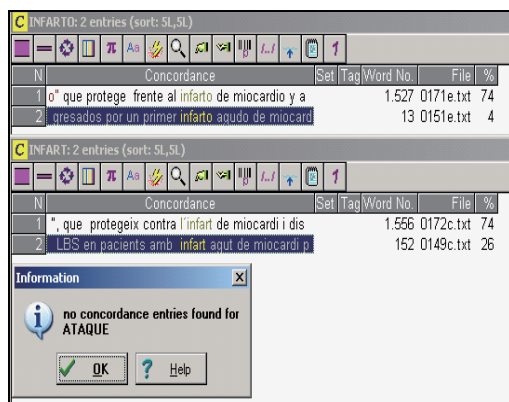 C INFARTO: 2 entries (sort: 5L,5L)
π Aa /../ 1
N Concordance Set Tag Word No. File %
1 o" que protege frente al infarto de miocardio y a 1.527 0171e.txt 74
2 gresados por un primer infarto agudo de miocard 13 0151e.txt 4
C INFART: 2 entries (sort: 5L,5L)
π Aa /../ 1
N Concordance Set Tag Word No. File %
1 ", que protegeix contra l'infart de miocardi i dis 1.556 0172c.txt 74
2 LBS en pacients amb infart agut de miocardi p 152 0149c.txt 26
Information
no concordance entries found for
ATAQUE
OK ? Help